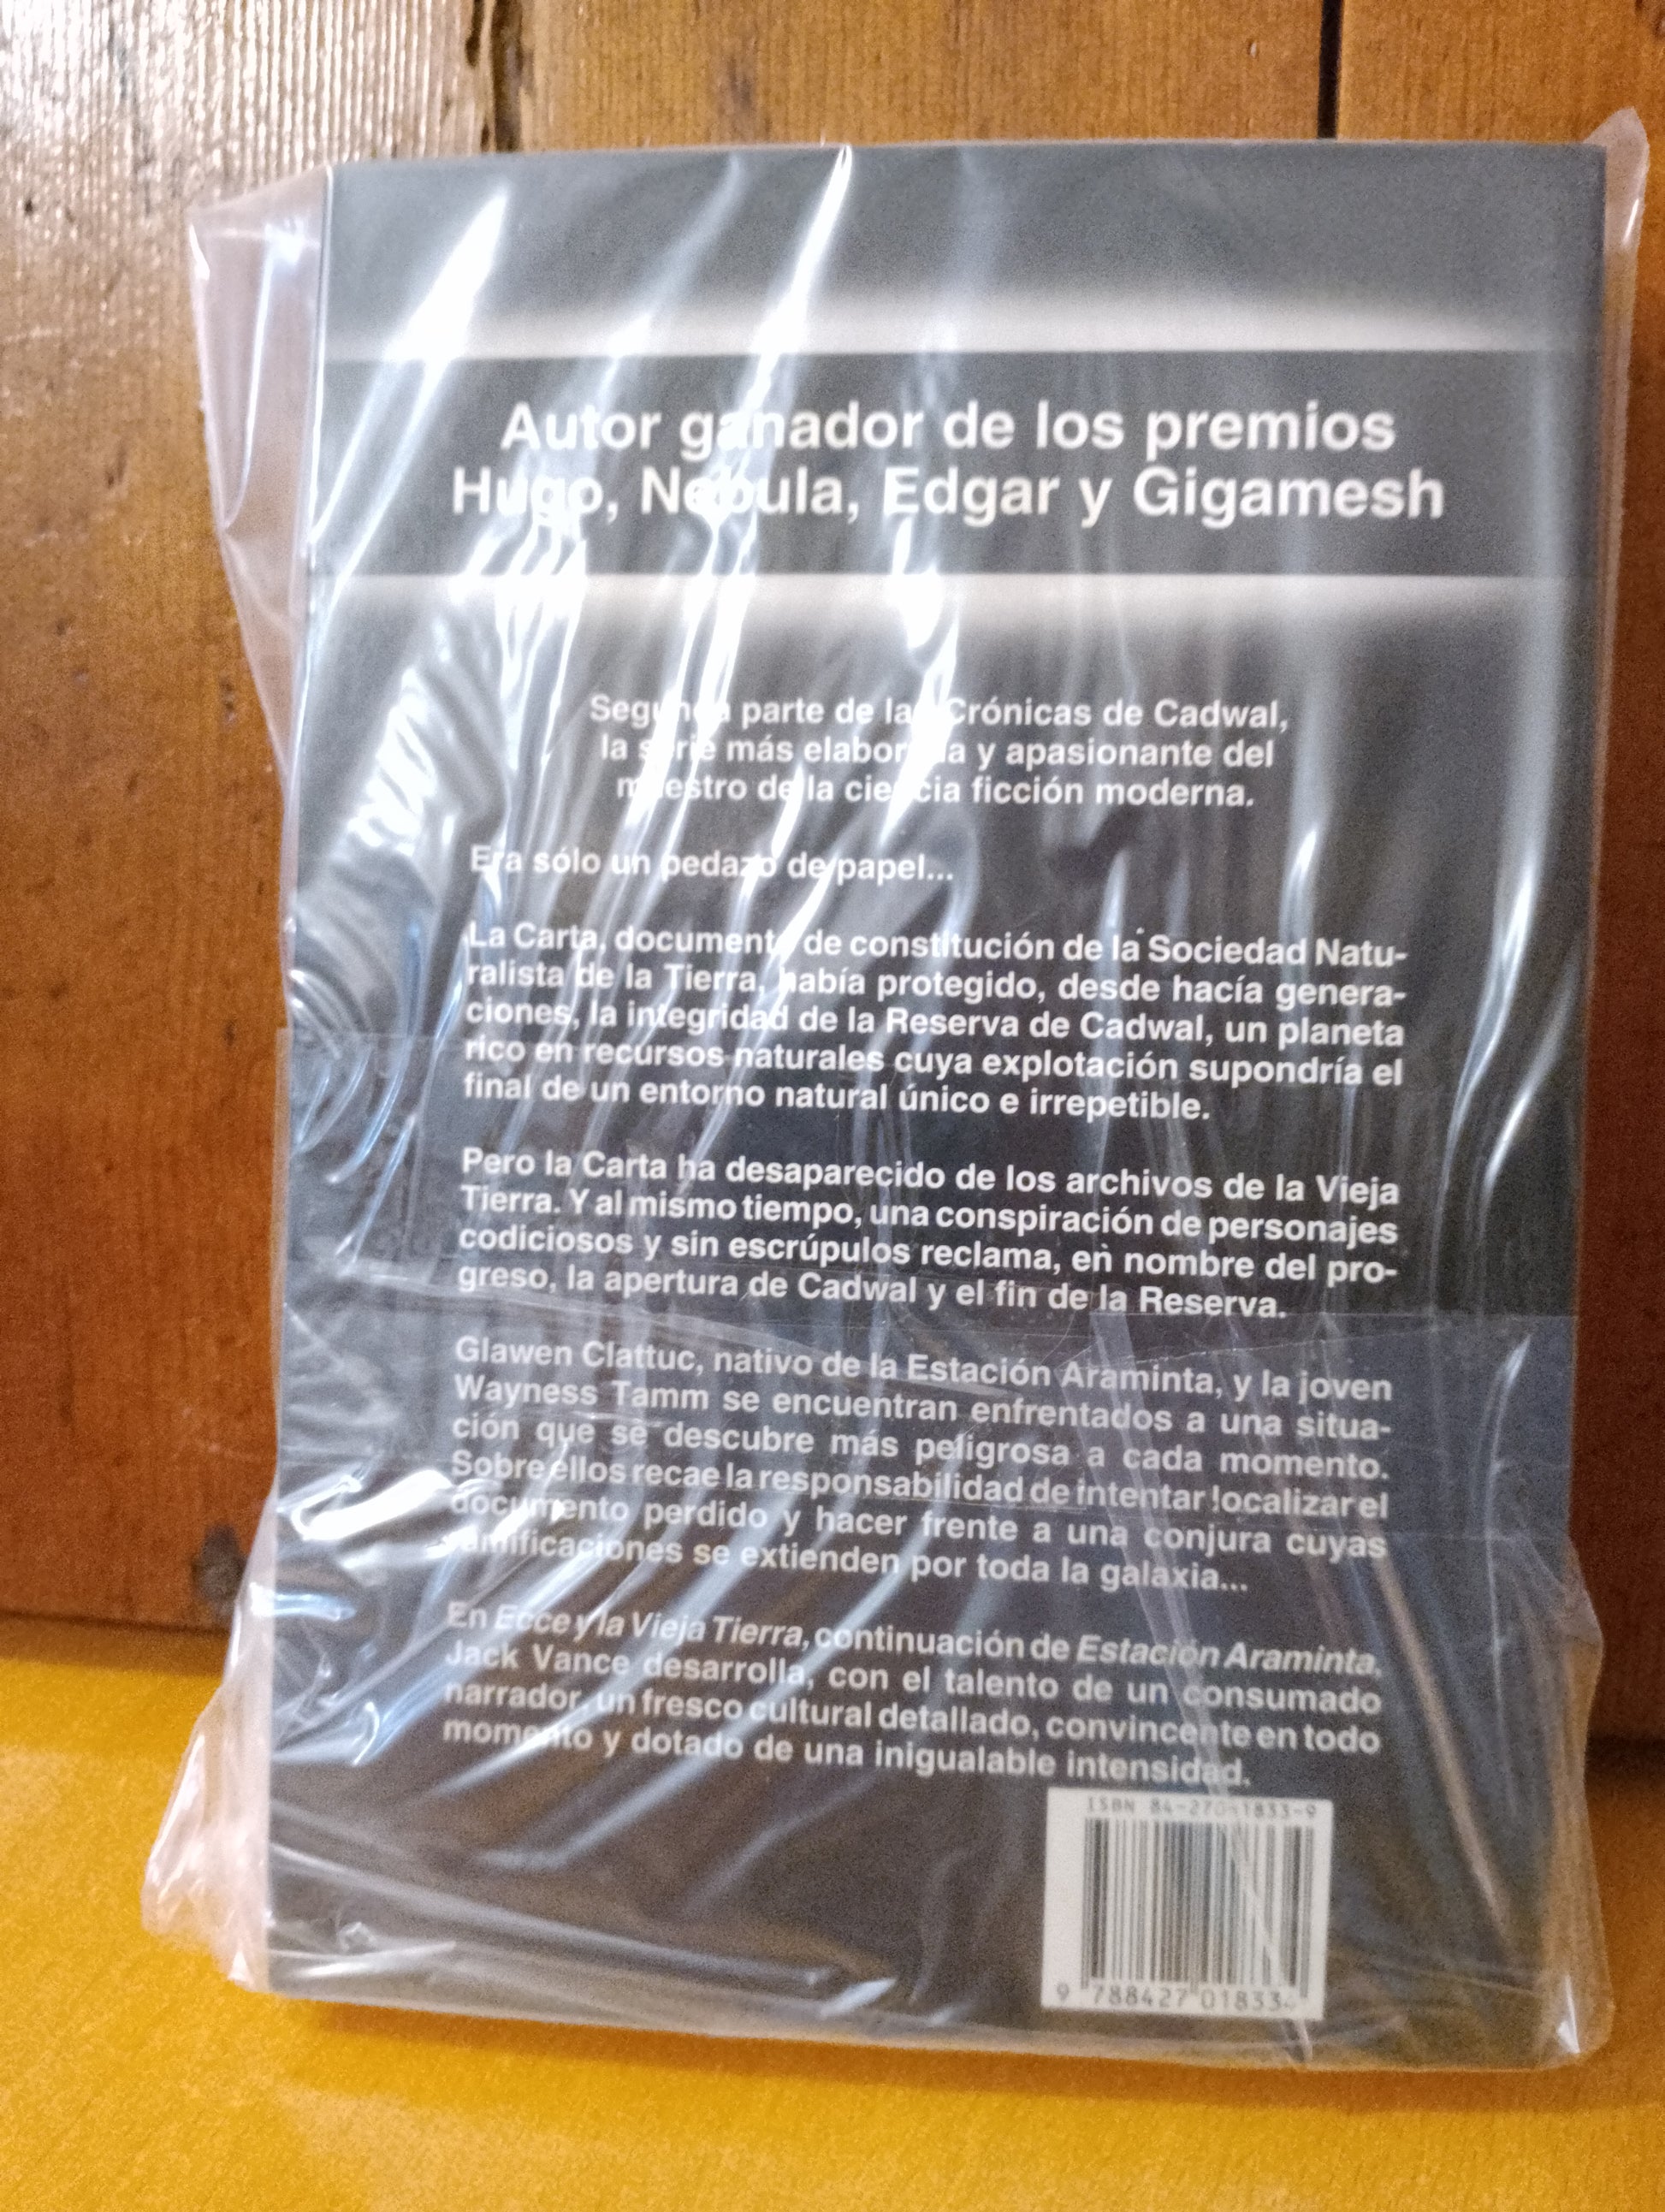 Autor ganador de los premios
Hugo, Nebula, Edgar y Gigamesh
Segunda parte de las Crónicas de Cadwal,
la serie más elaborada y apasionante del
maestro de la ciencia ficción moderna.
Era sólo un pedazo de papel...
La Carta, documento de constitución de la Sociedad Natu-
ralista de la Tierra, había protegido, desde hacía genera-
ciones, la integridad de la Reserva de Cadwal, un planeta
rico en recursos naturales cuya explotación supondría el
final de un entorno natural único e irrepetible.
Pero la Carta ha desaparecido de los archivos de la Vieja
Tierra. Y al mismo tiempo, una conspiración de personajes
codiciosos y sin escrúpulos reclama, en nombre del pro-
greso, la apertura de Cadwal y el fin de la Reserva.
Glawen Clattuc, nativo de la Estación Araminta, y la joven
Wayness Tamm se encuentran enfrentados a una situa-
ción que se descubre más peligrosa a cada momento.
Sobre ellos recae la responsabilidad de intentar localizar el
documento perdido y hacer frente a una conjura cuyas
ramificaciones se extienden por toda la galaxia...
En Ecce y la Vieja Tierra, continuación de Estación Araminta,
Jack Vance desarrolla, con el talento de un consumado
narrador, un fresco cultural detallado, convincente en todo
momento y dotado de una inigualable intensidad.
ISBN
9 788427 018334